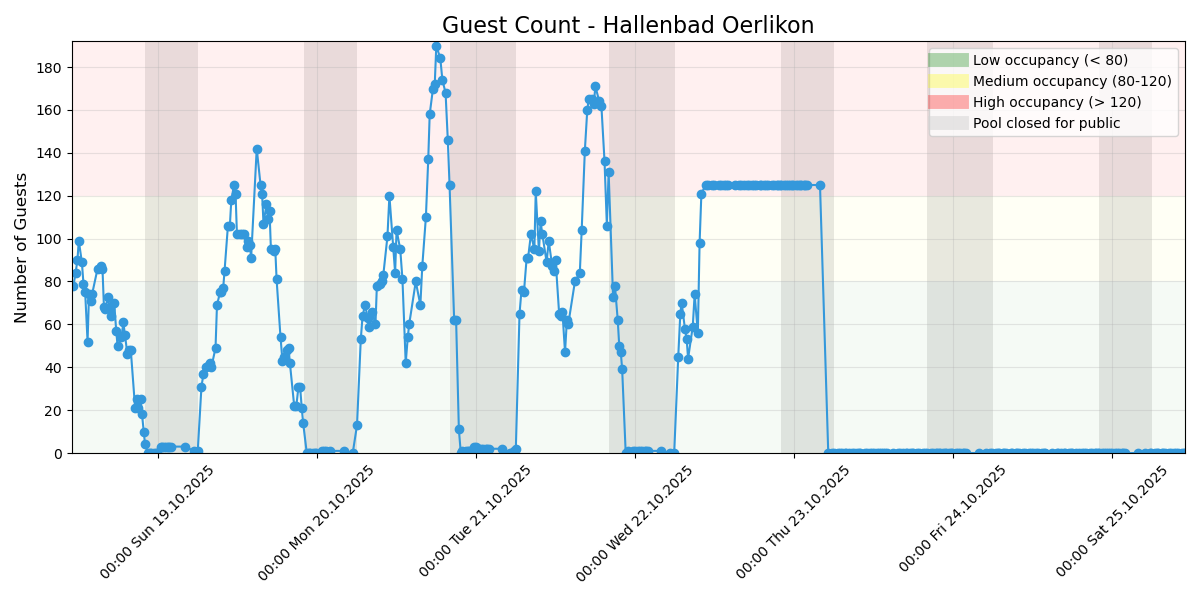 Guest Count - Hallenbad Oerlikon
Low occupancy (< 80)
Medium occupancy (80-120)
High occupancy (> 120)
Pool closed for public
Number of Guests
180
160
140
120
100
80
60
40
20
0
00:00 Sun 19.10.2025
00:00 Mon 20.10.2025
00:00 Tue 21.10.2025
00:00 Wed 22.10.2025
00:00 Thu 23.10.2025
00:00 Fri 24.10.2025
00:00 Sat 25.10.2025